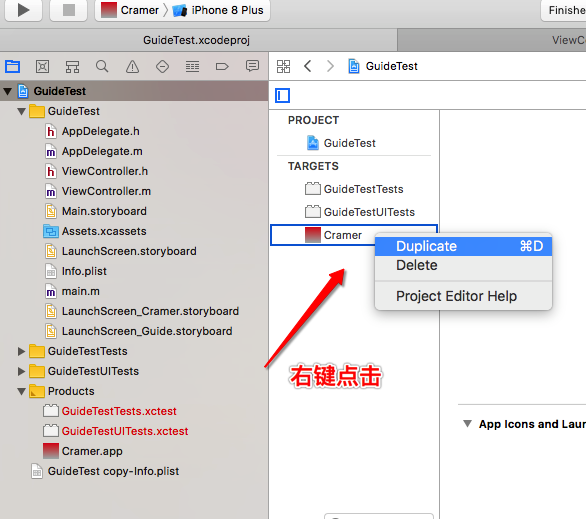 Cramer
iPhone 8 Plus
Finishe
GuideTest.xcodeproj
ViewCo
GuideTest
GuideTest
AppDelegate.h
AppDelegate.m
ViewController.h
ViewController.m
Main.storyboard
Assets.xcassets
LaunchScreen.storyboard
Info.plist
main.m
LaunchScreen_Cramer.storyboard
LaunchScreen_Guide.storyboard
GuideTestTests
GuideTestUITests
Products
GuideTestTests.xctest
GuideTestUITests.xctest
Cramer.app
GuideTest copy-Info.plist
GuideTest
PROJECT
GuideTest
TARGETS
GuideTestTests
GuideTestUITests
Cramer
Duplicate ⌘D
Delete
Project Editor Help
右键点击
App Icons and Laun